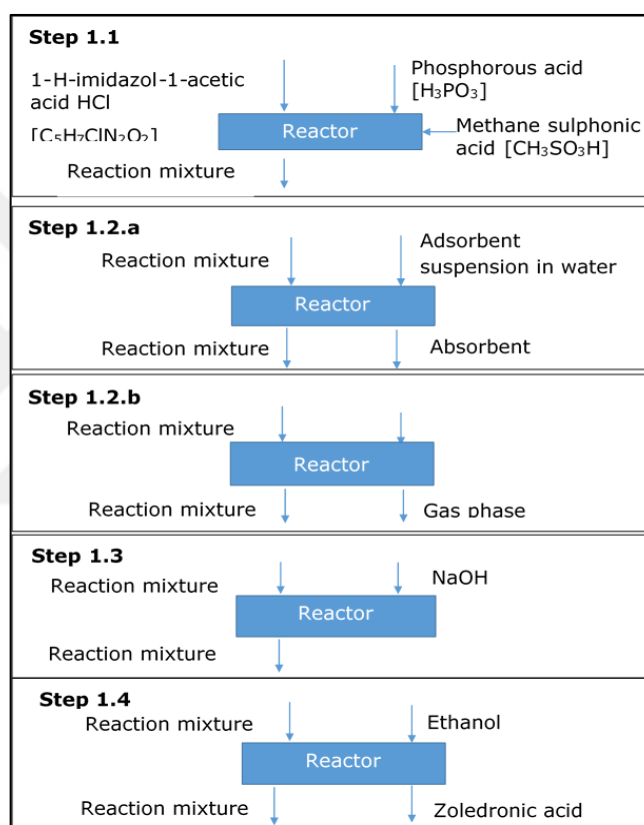 Step 1.1
1-H-imidazol-1-acetic
acid HCl
[C₅H₇ClN₂O₂]
Phosphorous acid
[H₃PO₃]
Reactor
Methane sulphonic
acid [CH₃SO₃H]
Reaction mixture
Step 1.2.a
Reaction mixture
Adsorbent
suspension in water
Reactor
Reaction mixture
Absorbent
Step 1.2.b
Reaction mixture
Reactor
Reaction mixture
Gas phase
Step 1.3
Reaction mixture
NaOH
Reactor
Reaction mixture
Step 1.4
Reaction mixture
Ethanol
Reactor
Reaction mixture
Zoledronic acid